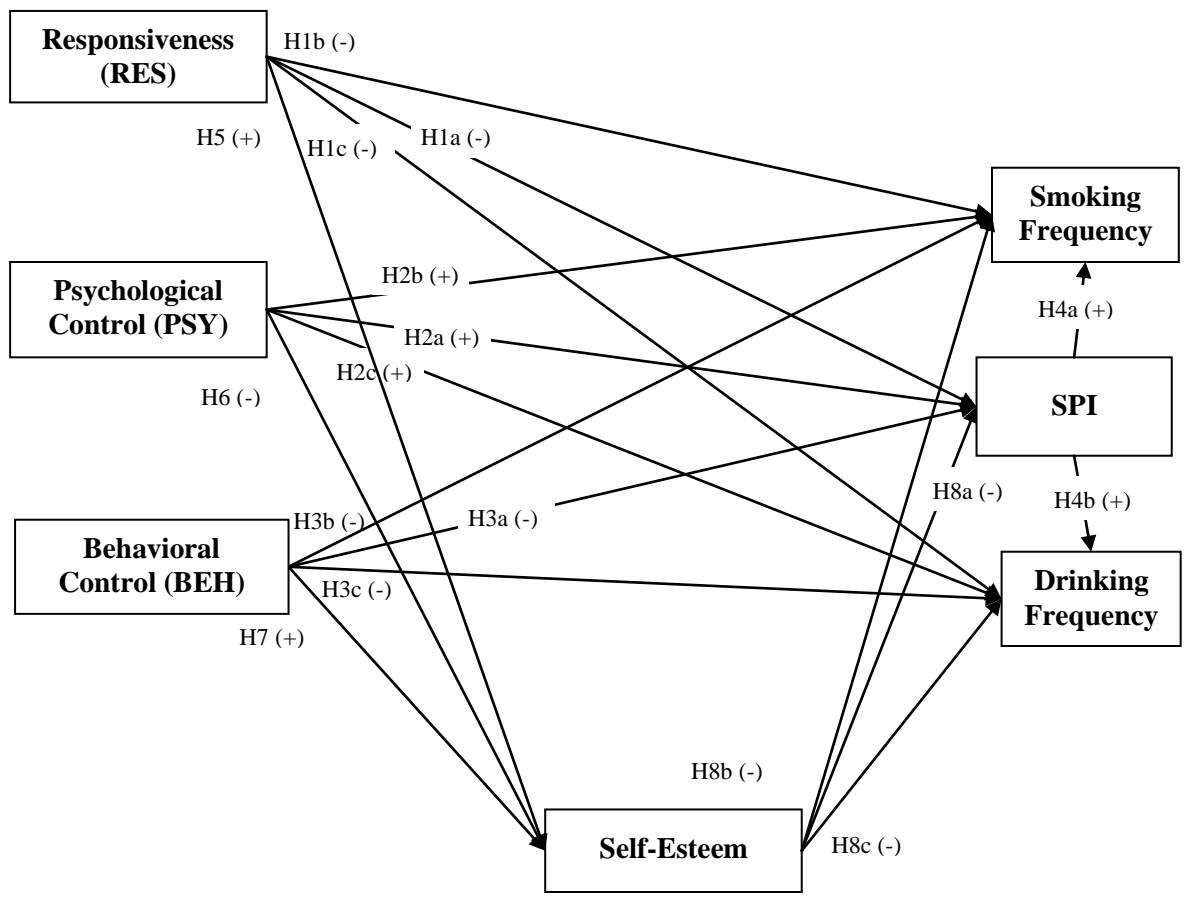 Responsiveness
(RES)
H1b (-)
H5 (+)
H1c (-)
H1a (-)
Smoking
Frequency
Psychological
Control (PSY)
H2b (+)
H2a (+)
H2c (+)
H6 (-)
H4a (+)
SPI
H8a (-)
H4b (+)
Behavioral
Control (BEH)
H3b (-)
H3a (-)
H3c (-)
H7 (+)
Drinking
Frequency
H8b (-)
Self-Esteem
H8c (-)